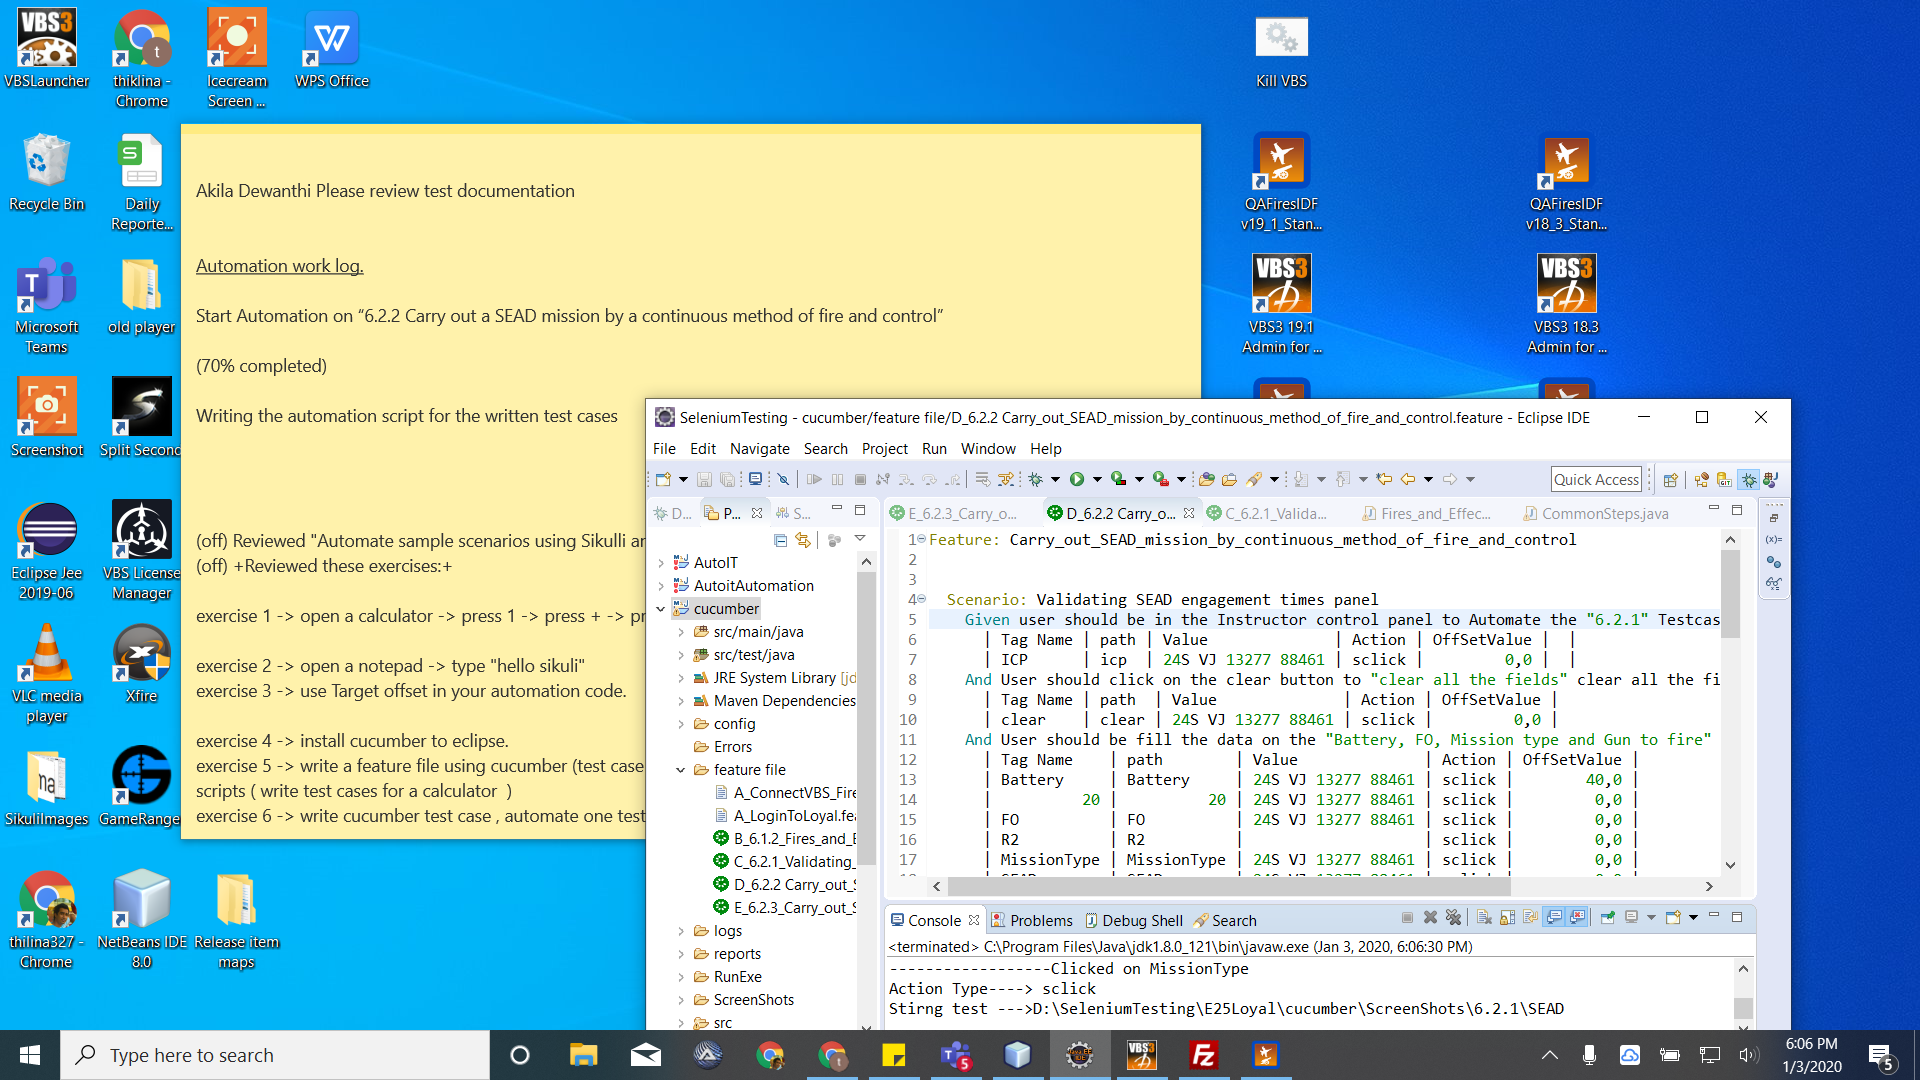 VBS3
VBSLauncher
thiklina -
Chrome
Icecream
Screen ...
WPS Office
Kill VBS
Recycle Bin
Daily
Reporte...
Microsoft
Teams
old player
Screenshot
Split Second
Eclipse Jee
2019-06
VBS License
Manager
VLC media
player
Xfire
SikuliImages
GameRange
thilina327 -
Chrome
NetBeans IDE
8.0
Release item
maps
QAFiresIDF
v19_1_Stan...
QAFiresIDF
v18_3_Stan...
VBS3
VBS3 19.1
Admin for ...
VBS3
VBS3 18.3
Admin for ...
Akila Dewanthi Please review test documentation
Automation work log.
Start Automation on “6.2.2 Carry out a SEAD mission by a continuous method of fire and control”
(70% completed)
Writing the automation script for the written test cases
(off) Reviewed "Automate sample scenarios using Sikulli an
(off) +Reviewed these exercises:+
exercise 1 -> open a calculator -> press 1 -> press + -> pr
exercise 2 -> open a notepad -> type "hello sikuli"
exercise 3 -> use Target offset in your automation code.
exercise 4 -> install cucumber to eclipse.
exercise 5 -> write a feature file using cucumber (test case
scripts ( write test cases for a calculator )
exercise 6 -> write cucumber test case , automate one test
SeleniumTesting - cucumber/feature file/D_6.2.2 Carry_out_SEAD_mission_by_continuous_method_of_fire_and_control.feature - Eclipse IDE
File Edit Navigate Search Project Run Window Help
Quick Access
D... P... S...
E_6.2.3_Carry_o... D_6.2.2 Carry_o... C_6.2.1_Valida... Fires_and_Effec... CommonSteps.java
AutoIT
AutoitAutomation
cucumber
src/main/java
src/test/java
JRE System Library [jd
Maven Dependencies
config
Errors
feature file
A_ConnectVBS_Fire
A_LoginToLoyal.fea
B_6.1.2_Fires_and_E
C_6.2.1_Validating_
D_6.2.2 Carry_out_S
E_6.2.3_Carry_out_S
logs
reports
RunExe
ScreenShots
src
1 Feature: Carry_out_SEAD_mission_by_continuous_method_of_fire_and_control
2
3
4 Scenario: Validating SEAD engagement times panel
5 Given user should be in the Instructor control panel to Automate the "6.2.1" Testcas
6 | Tag Name | path | Value | Action | OffSetValue | |
7 | ICP | icp | 24S VJ 13277 88461 | sclick | 0,0 | |
8 And User should click on the clear button to "clear all the fields" clear all the fi
9 | Tag Name | path | Value | Action | OffSetValue |
10 | clear | clear | 24S VJ 13277 88461 | sclick | 0,0 |
11 And User should be fill the data on the "Battery, FO, Mission type and Gun to fire"
12 | Tag Name | path | Value | Action | OffSetValue |
13 | Battery | Battery | 24S VJ 13277 88461 | sclick | 40,0 |
14 | 20 | 20 | 24S VJ 13277 88461 | sclick | 0,0 |
15 | FO | FO | 24S VJ 13277 88461 | sclick | 0,0 |
16 | R2 | R2 | | sclick | 0,0 |
17 | MissionType | MissionType | 24S VJ 13277 88461 | sclick | 0,0 |
Console Problems Debug Shell Search
<terminated> C:\Program Files\Java\jdk1.8.0_121\bin\javaw.exe (Jan 3, 2020, 6:06:30 PM)
------------------Clicked on MissionType
Action Type----> sclick
Stirng test --->D:\SeleniumTesting\E25Loyal\cucumber\ScreenShots\6.2.1\SEAD
Type here to search
6:06 PM
1/3/2020
5
5